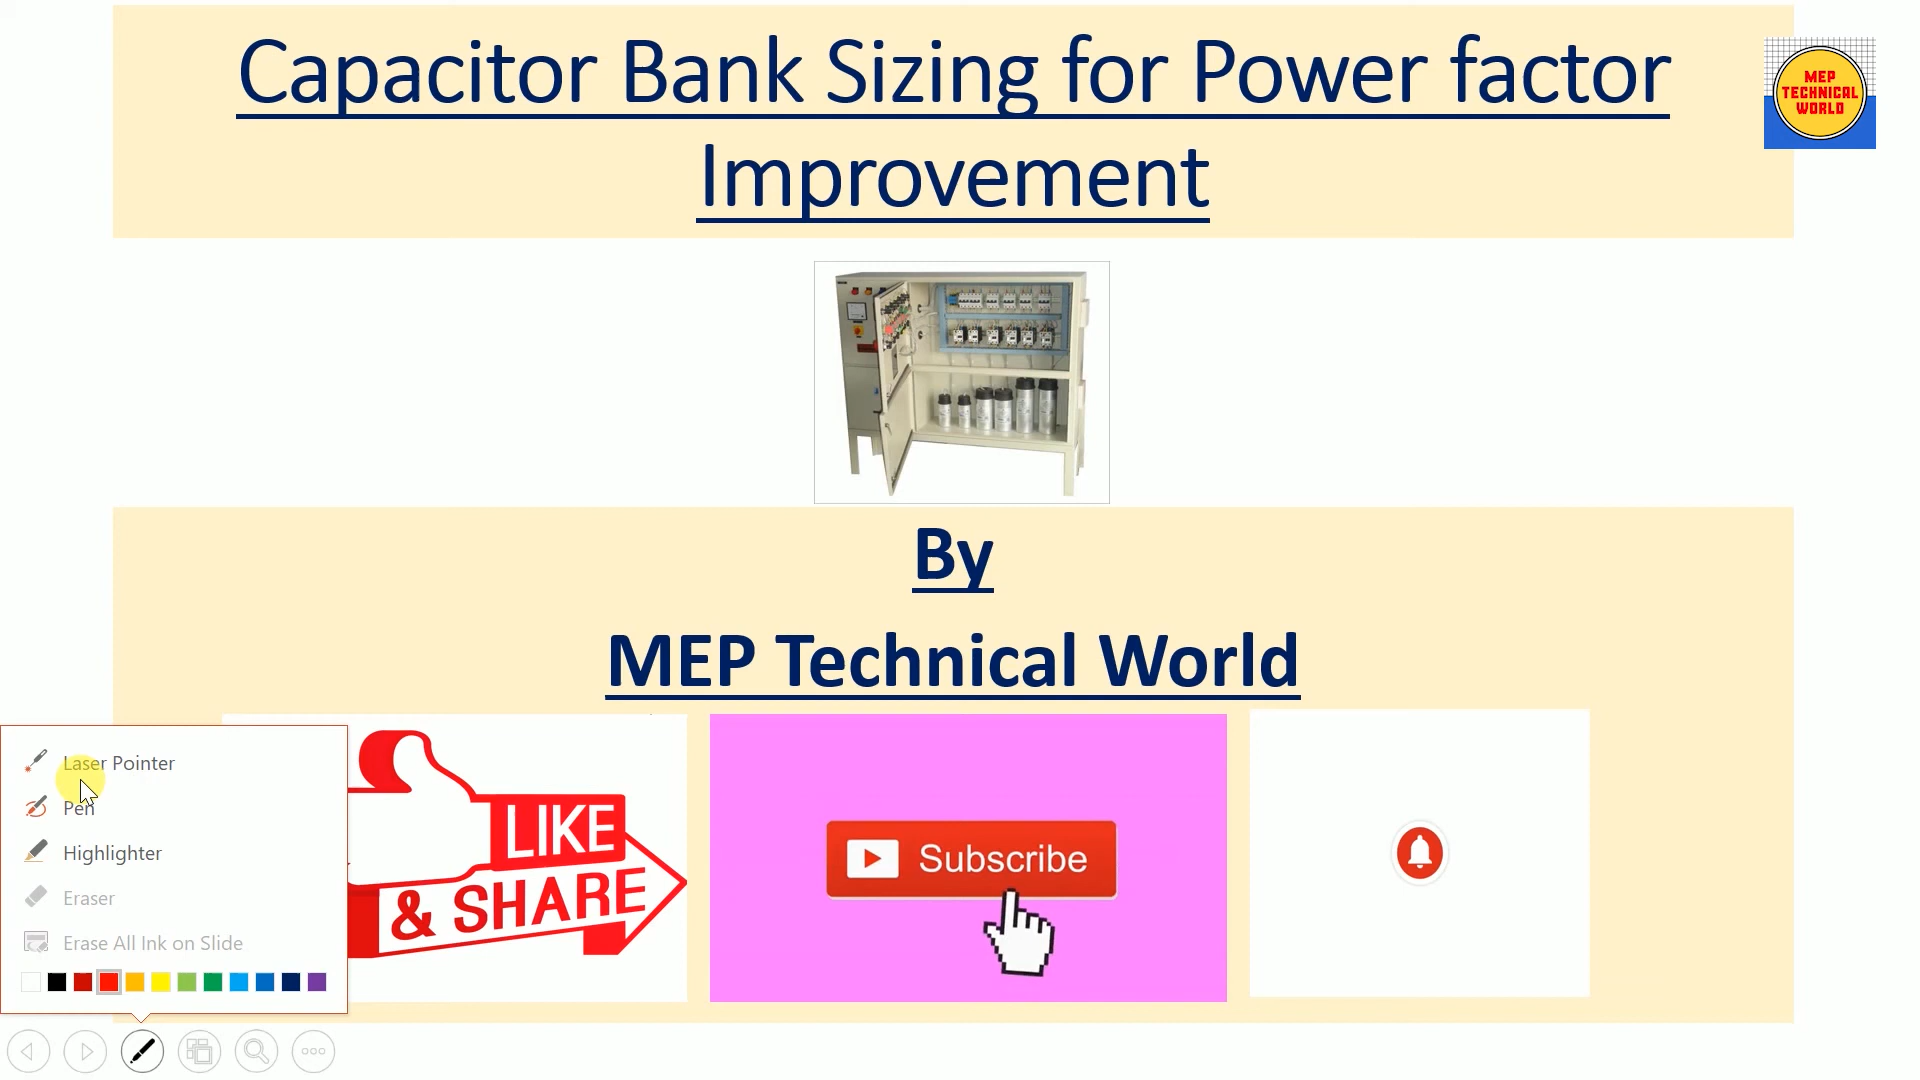 Capacitor Bank Sizing for Power factor
Improvement
MEP
TECHNICAL
WORLD
By
MEP Technical World
Laser Pointer
Pen
Highlighter
Eraser
Erase All Ink on Slide
LIKE
& SHARE
Subscribe